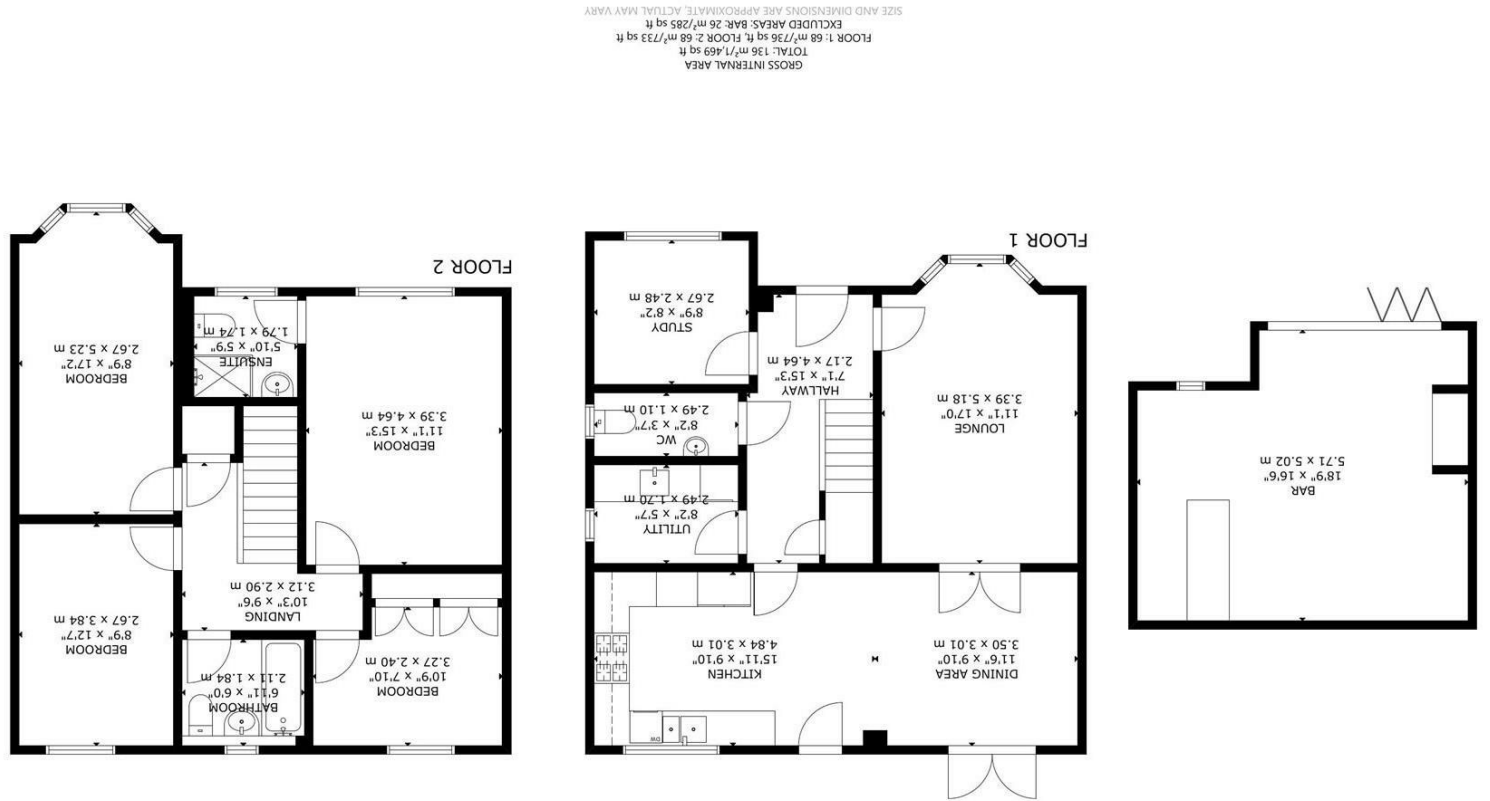 BAR
18'9" x 16'6"
5.71 x 5.02 m
FLOOR 1
DINING AREA
11'6" x 9'10"
3.50 x 3.01 m
KITCHEN
15'11" x 9'10"
4.84 x 3.01 m
DW
LOUNGE
11'1" x 17'0"
3.39 x 5.18 m
HALLWAY
7'1" x 15'3"
2.17 x 4.64 m
UTILITY
8'2" x 5'7"
2.49 x 1.70 m
WC
8'2" x 3'7"
2.49 x 1.10 m
STUDY
8'9" x 8'2"
2.67 x 2.48 m
FLOOR 2
BEDROOM
10'9" x 7'10"
3.27 x 2.40 m
BATHROOM
6'11" x 6'0"
2.11 x 1.84 m
BEDROOM
8'9" x 12'7"
2.67 x 3.84 m
LANDING
10'3" x 9'6"
3.12 x 2.90 m
BEDROOM
11'1" x 15'3"
3.39 x 4.64 m
ENSUITE
5'10" x 5'9"
1.79 x 1.74 m
BEDROOM
8'9" x 17'2"
2.67 x 5.23 m
GROSS INTERNAL AREA
TOTAL: 136 m²/1,469 sq ft
FLOOR 1: 68 m²/736 sq ft, FLOOR 2: 68 m²/733 sq ft
EXCLUDED AREAS: BAR: 26 m²/285 sq ft
SIZE AND DIMENSIONS ARE APPROXIMATE, ACTUAL MAY VARY